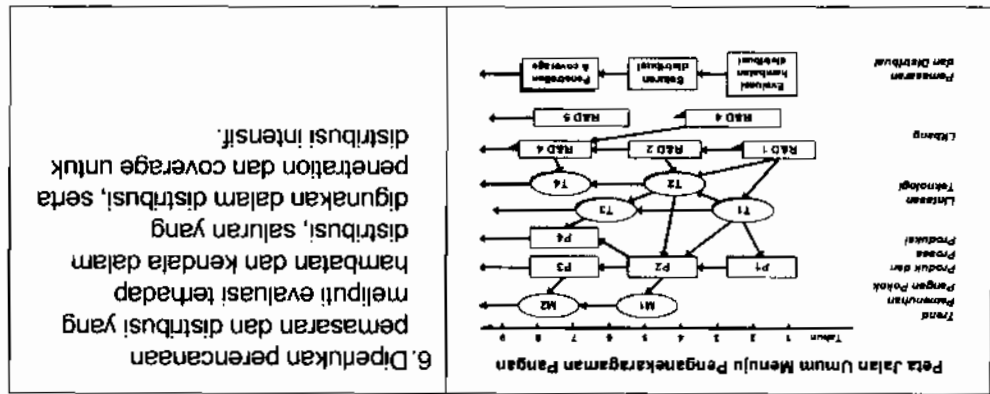 Peta Jalan Umum Menuju Penganekaragaman Pangan
Tahun 1 2 3 4 5 6 7 8 9
Trend
Pemenuhan
Pangan Pokok
M1 M2
Produk dan
Proses
Produksi
P1 P2 P3
P4
Lintasan
Teknologi
T1 T3
T2 T4
Litbang
R&D 1 R&D 2 R&D 4
R&D 4 R&D 5
Pemasaran
dan Distribusi
Evaluasi
hambatan
distribusi
Saluran
distribusi
Penetration
& coverage
6. Diperlukan perencanaan
pemasaran dan distribusi yang
meliputi evaluasi terhadap
hambatan dan kendala dalam
distribusi, saluran yang
digunakan dalam distribusi, serta
penetration dan coverage untuk
distribusi intensif.